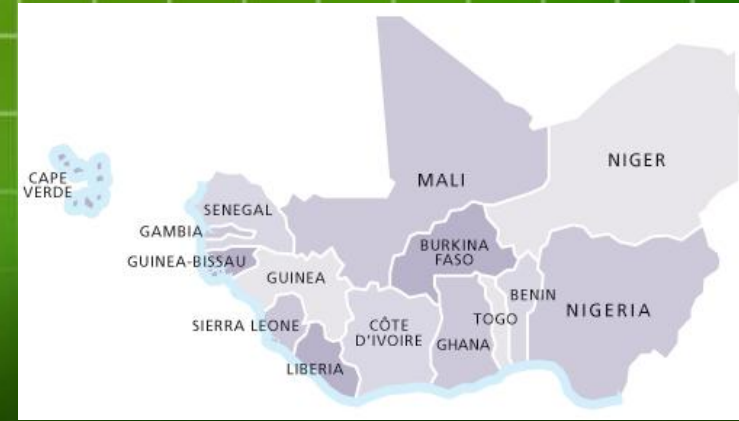 NIGER
MALI
CAPE
VERDE
SENEGAL
GAMBIA
BURKINA
FASO
GUINEA-BISSAU
GUINEA
BENIN
NIGERIA
TOGO
SIERRA LEONE
CÔTE
D'IVOIRE
GHANA
LIBERIA